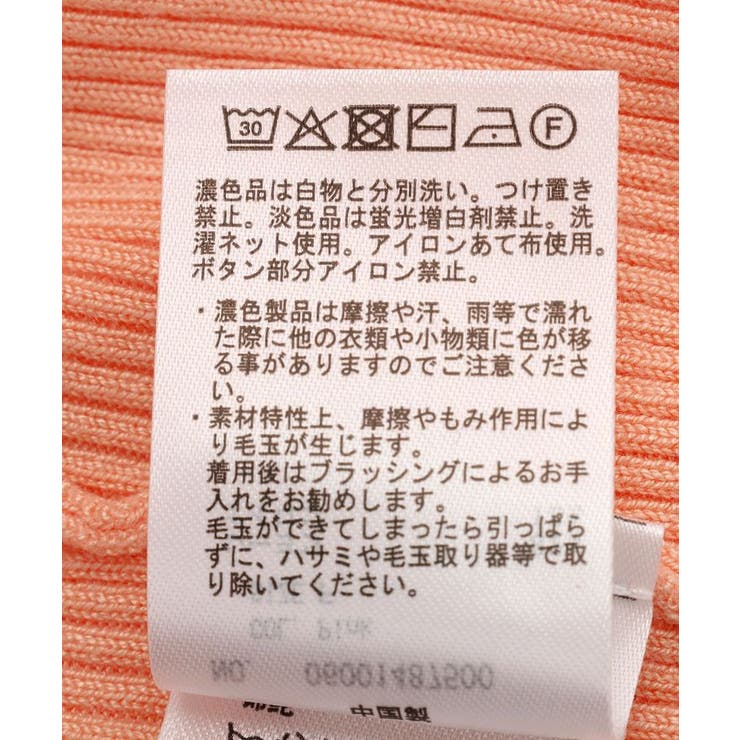 30 F
濃色品は白物と分別洗い。つけ置き
禁止。淡色品は蛍光増白剤禁止。洗
濯ネット使用。アイロンあて布使用。
ボタン部分アイロン禁止。
・濃色製品は摩擦や汗、雨等で濡れ
た際に他の衣類や小物類に色が移
る事がありますのでご注意くださ
い。
・素材特性上、摩擦やもみ作用によ
り毛玉が生じます。
着用後はブラッシングによるお手
入れをお勧めします。
毛玉ができてしまったら引っぱら
ずに、ハサミや毛玉取り器等で取
り除いてください。
COL. Pink
NO. 06001487500
中国製